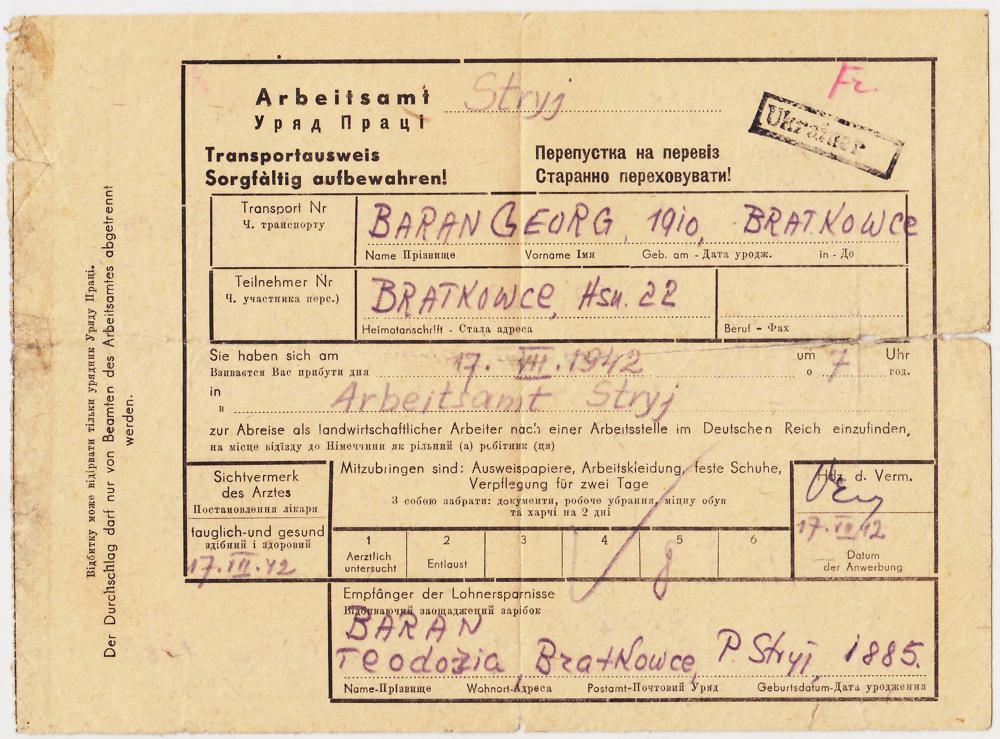 Arbeitsamt Stryj
Уряд Праці
Fr.
Ukrainer
Transportausweis
Sorgfältig aufbewahren!
Перепустка на перевіз
Старанно переховувати!
Transport Nr
Ч. транспорту
BARAN GEORG, 1910, BRATKOWCE
Name Прізвище Vorname Імя Geb. am - Дата уродж. in - До
Teilnehmer Nr
Ч. участника перс.)
BRATKOWCE, Hsn. 22
Heimatanschrift - Стала адреса
Beruf - Фах
Sie haben sich am 17. VII. 1942 um 7 Uhr
Взивається Вас прибути дня о год.
in Arbeitsamt Stryj
в
zur Abreise als landwirtschaftlicher Arbeiter nach einer Arbeitsstelle im Deutschen Reich einzufinden,
на місце відїзду до Німеччини як рільний (а) робітник (ця)
Sichtvermerk
des Arztes
Постановлення лікаря
tauglich-und gesund
здібний і здоровий
17. VII. 42
Mitzubringen sind: Ausweispapiere, Arbeitskleidung, feste Schuhe,
Verpflegung für zwei Tage
З собою забрати: документи, робоче убрання, міцну обув
та харчі на 2 дні
1 2 3 4 5 6
Aerztlich
untersucht
Entlaust
Hdz. d. Verm.
17. VII 42
Datum
der Anwerbung
Empfänger der Lohnersparnisse
Відбиваючий заощаджений зарібок
BARAN
Teodozia, Bratkowce, P. Stryj, 1885.
Name-Прізвище Wohnort-Адреса Postamt-Почтовий Уряд Geburtsdatum-Дата уродження
Відбитку може відірвати тільки урядник Уряду Праці.
Der Durchschlag darf nur von Beamten des Arbeitsamtes abgetrennt
werden.